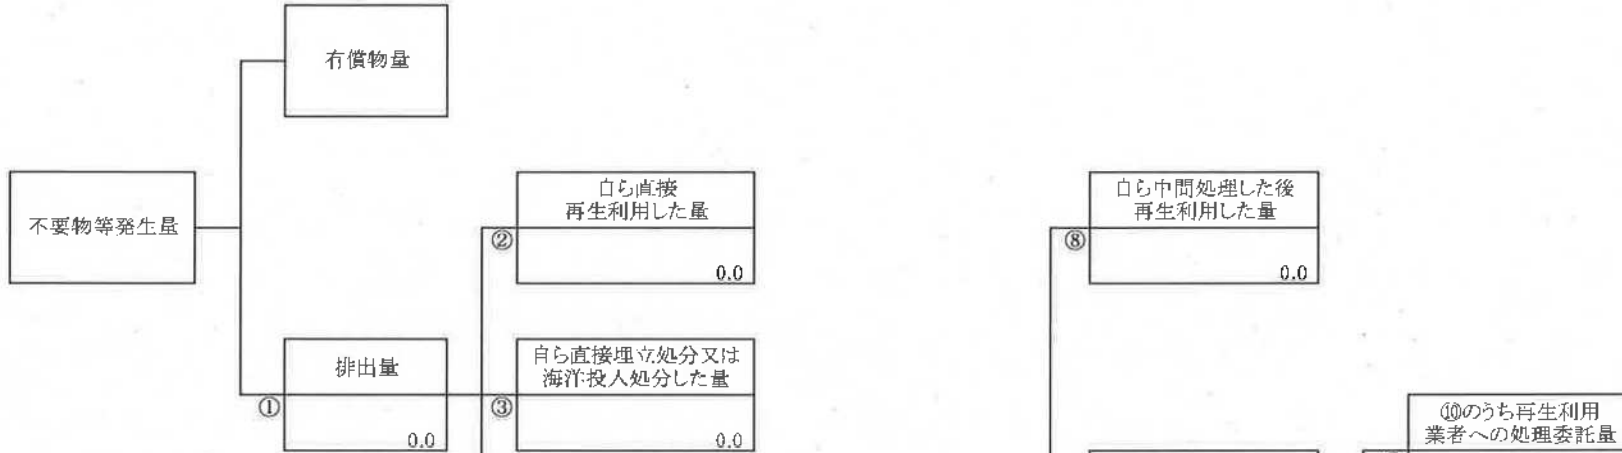 有償物量
不要物等発生量
自ら直接
再生利用した量
②
0.0
自ら中間処理した後
再生利用した量
⑧
0.0
排出量
①
0.0
自ら直接埋立処分又は
海洋投入処分した量
③
0.0
⑩のうち再生利用
業者への処理委託量